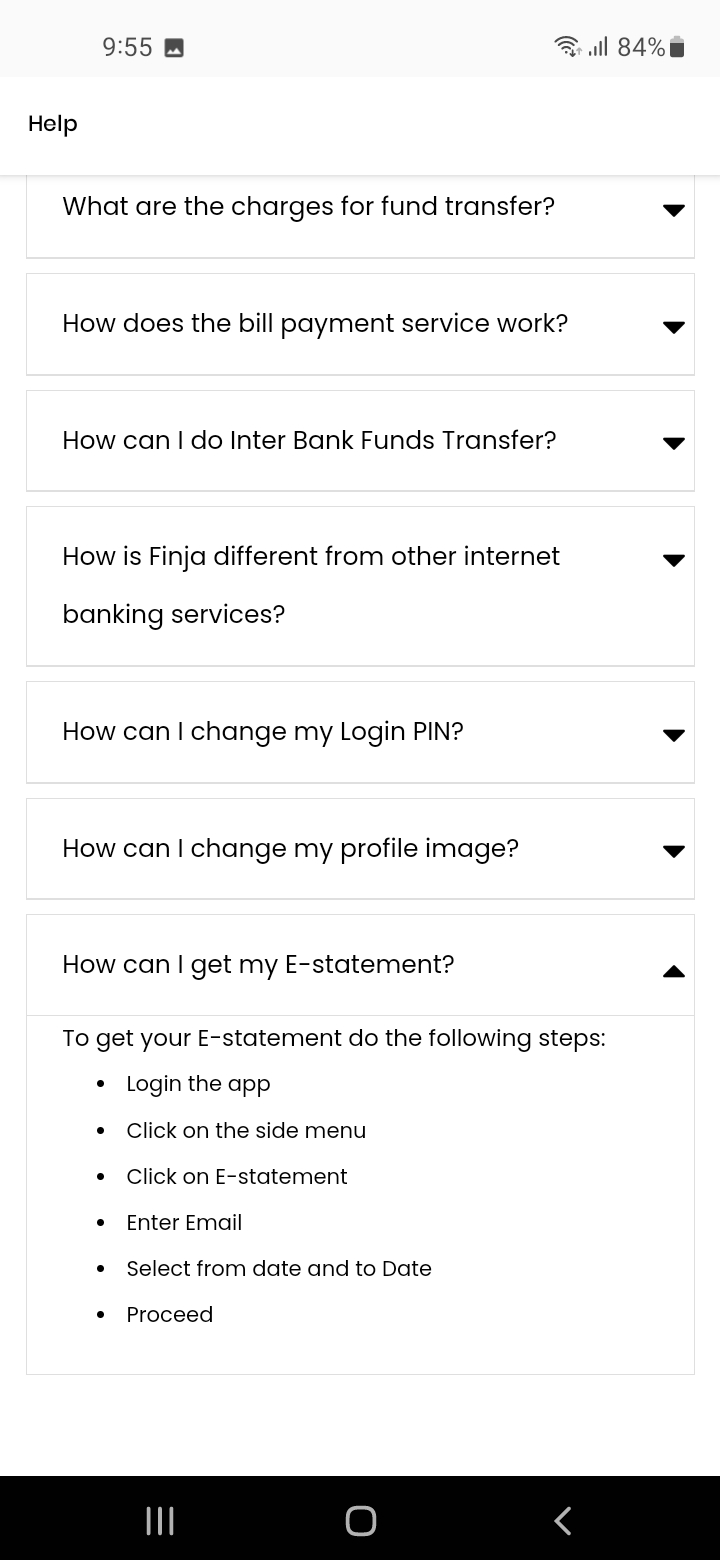 9:55
84%
Help
What are the charges for fund transfer?
How does the bill payment service work?
How can I do Inter Bank Funds Transfer?
How is Finja different from other internet
banking services?
How can I change my Login PIN?
How can I change my profile image?
How can I get my E-statement?
To get your E-statement do the following steps:
• Login the app
• Click on the side menu
• Click on E-statement
• Enter Email
• Select from date and to Date
• Proceed